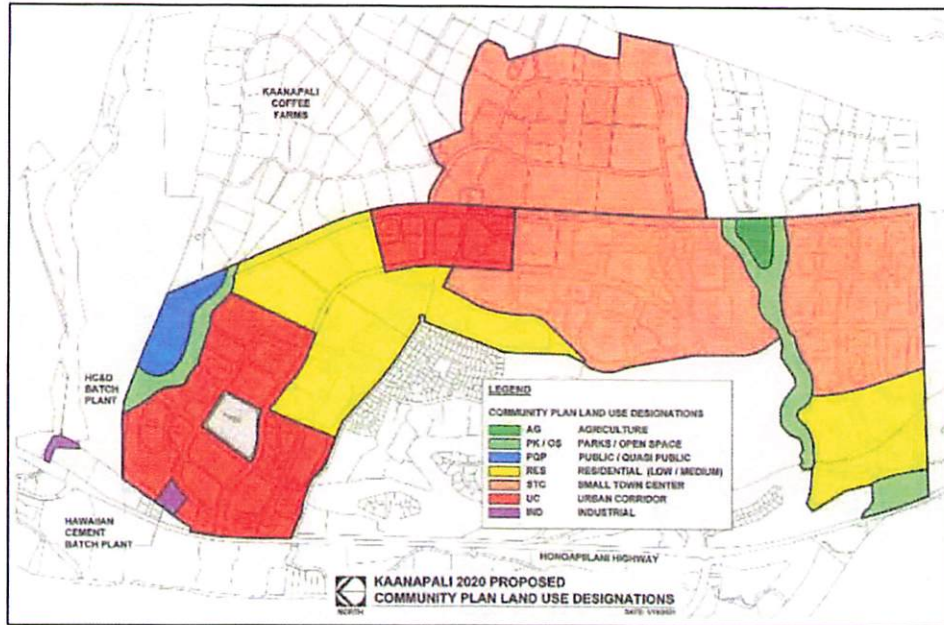 KAANAPALI
COFFEE
FARMS
HC&D
BATCH
PLANT
HAWAIIAN
CEMENT
BATCH PLANT
LEGEND
COMMUNITY PLAN LAND USE DESIGNATIONS
AG AGRICULTURE
PK / OS PARKS / OPEN SPACE
PQP PUBLIC / QUASI PUBLIC
RES RESIDENTIAL (LOW / MEDIUM)
STC SMALL TOWN CENTER
UC URBAN CORRIDOR
IND INDUSTRIAL
HONOAPIILANI HIGHWAY
KAANAPALI 2020 PROPOSED
COMMUNITY PLAN LAND USE DESIGNATIONS
NORTH
DATE: